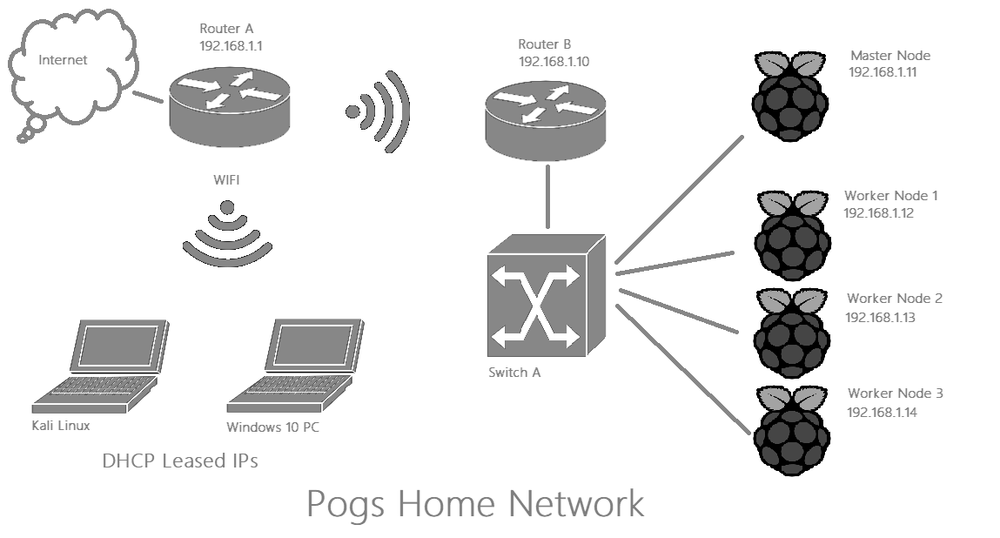 Internet
Router A
192.168.1.1
Router B
192.168.1.10
Master Node
192.168.1.11
WIFI
Worker Node 1
192.168.1.12
Worker Node 2
192.168.1.13
Switch A
Worker Node 3
192.168.1.14
Kali Linux
Windows 10 PC
DHCP Leased IPs
Pogs Home Network